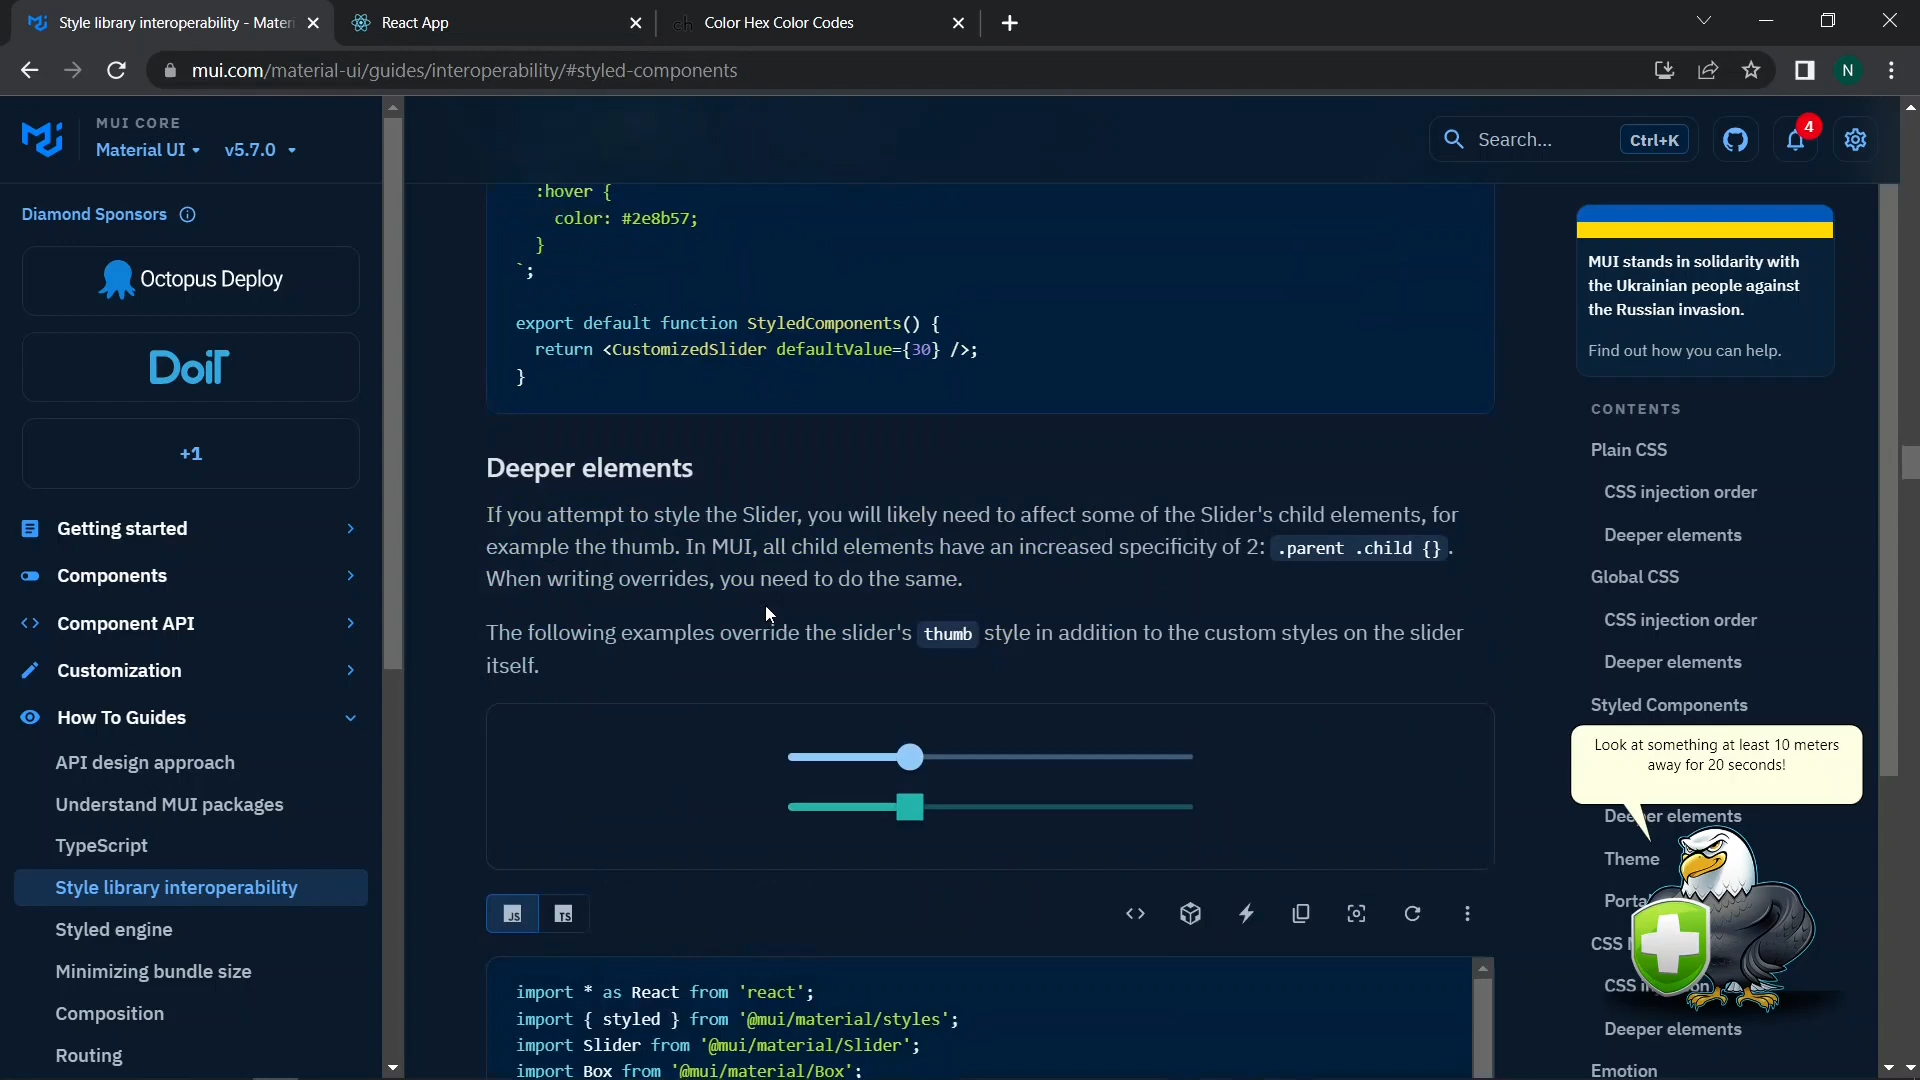 Style library interoperability - Materi
React App
Color Hex Color Codes
mui.com/material-ui/guides/interoperability/#styled-components
N
MUI CORE
Material UI
v5.7.0
Search...
Ctrl+K
4
Diamond Sponsors
Octopus Deploy
DoiT
+1
Getting started
Components
Component API
Customization
How To Guides
API design approach
Understand MUI packages
TypeScript
Style library interoperability
Styled engine
Minimizing bundle size
Composition
Routing
:hover {
color: #2e8b57;
}
`;
export default function StyledComponents() {
return <CustomizedSlider defaultValue={30} />;
}
Deeper elements
If you attempt to style the Slider, you will likely need to affect some of the Slider's child elements, for
example the thumb. In MUI, all child elements have an increased specificity of 2: .parent .child {}.
When writing overrides, you need to do the same.
The following examples override the slider's thumb style in addition to the custom styles on the slider
itself.
JS
TS
import * as React from 'react';
import { styled } from '@mui/material/styles';
import Slider from '@mui/material/Slider';
import Box from '@mui/material/Box';
MUI stands in solidarity with
the Ukrainian people against
the Russian invasion.
Find out how you can help.
CONTENTS
Plain CSS
CSS injection order
Deeper elements
Global CSS
CSS injection order
Deeper elements
Styled Components
Look at something at least 10 meters
away for 20 seconds!
elements
Theme
CSS
CSS
Deeper elements
Emotion